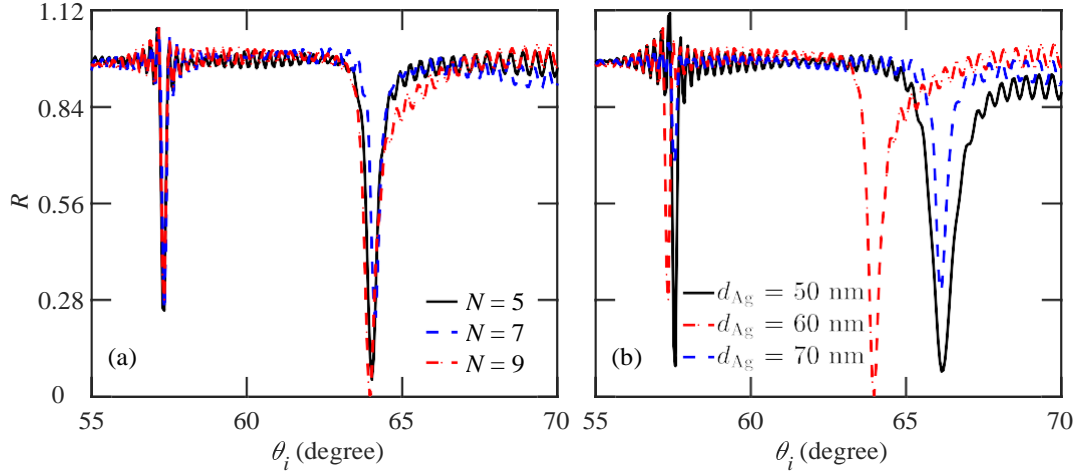 1.12
0.84
0.56
0.28
0
R
55
60
65
70
θi (degree)
N = 5
N = 7
N = 9
(a)
55
60
65
70
θi (degree)
dAg = 50 nm
dAg = 60 nm
dAg = 70 nm
(b)